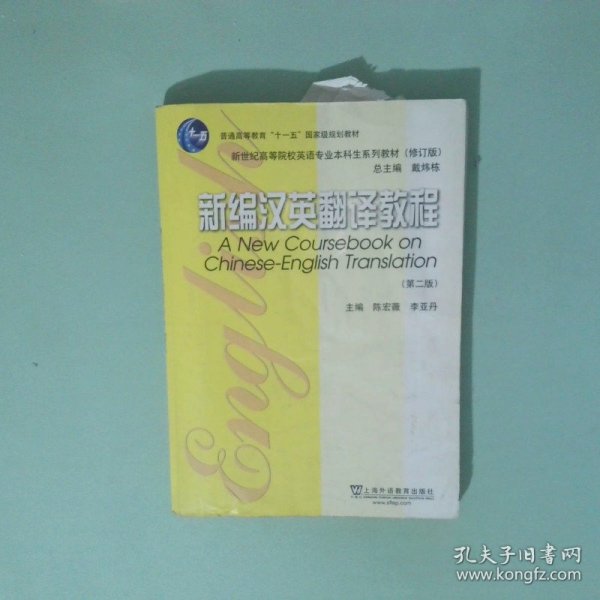 十一五
普通高等教育“十一五”国家级规划教材
新世纪高等院校英语专业本科生系列教材（修订版）
总主编 戴炜栋
新编汉英翻译教程
A New Coursebook on
Chinese-English Translation
（第二版）
主编 陈宏薇 李亚丹
English
上海外语教育出版社
www.sflep.com
孔夫子旧书网
www.kongfz.com